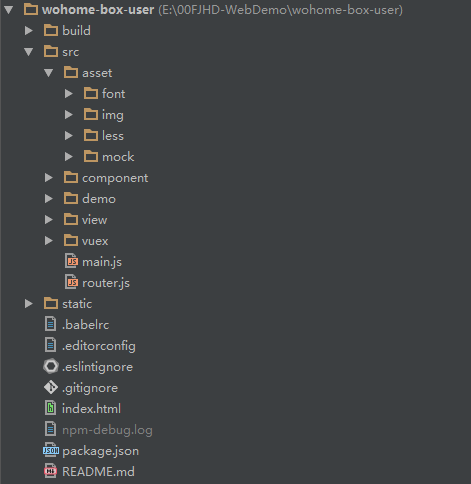 wohome-box-user (E:\00FJHD-WebDemo\wohome-box-user)
build
src
asset
font
img
less
mock
component
demo
view
vuex
main.js
router.js
static
.babelrc
.editorconfig
.eslintignore
.gitignore
index.html
npm-debug.log
package.json
README.md